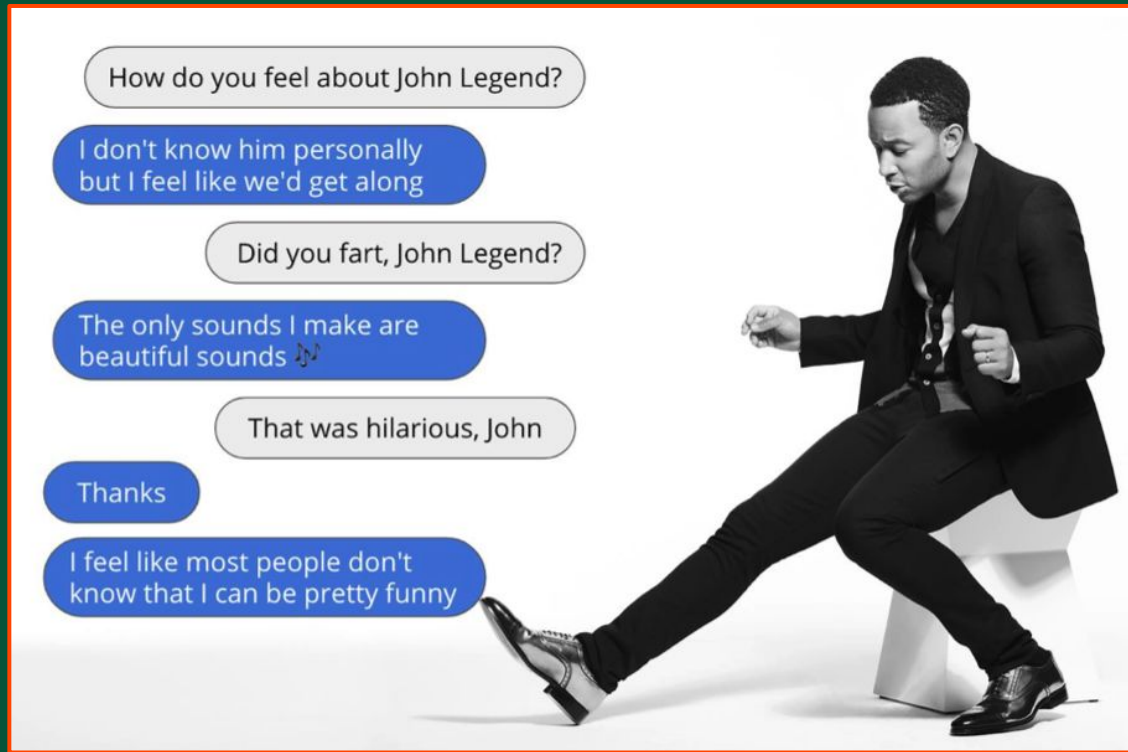 How do you feel about John Legend?
I don't know him personally
but I feel like we'd get along
Did you fart, John Legend?
The only sounds I make are
beautiful sounds 🎶
That was hilarious, John
Thanks
I feel like most people don't
know that I can be pretty funny